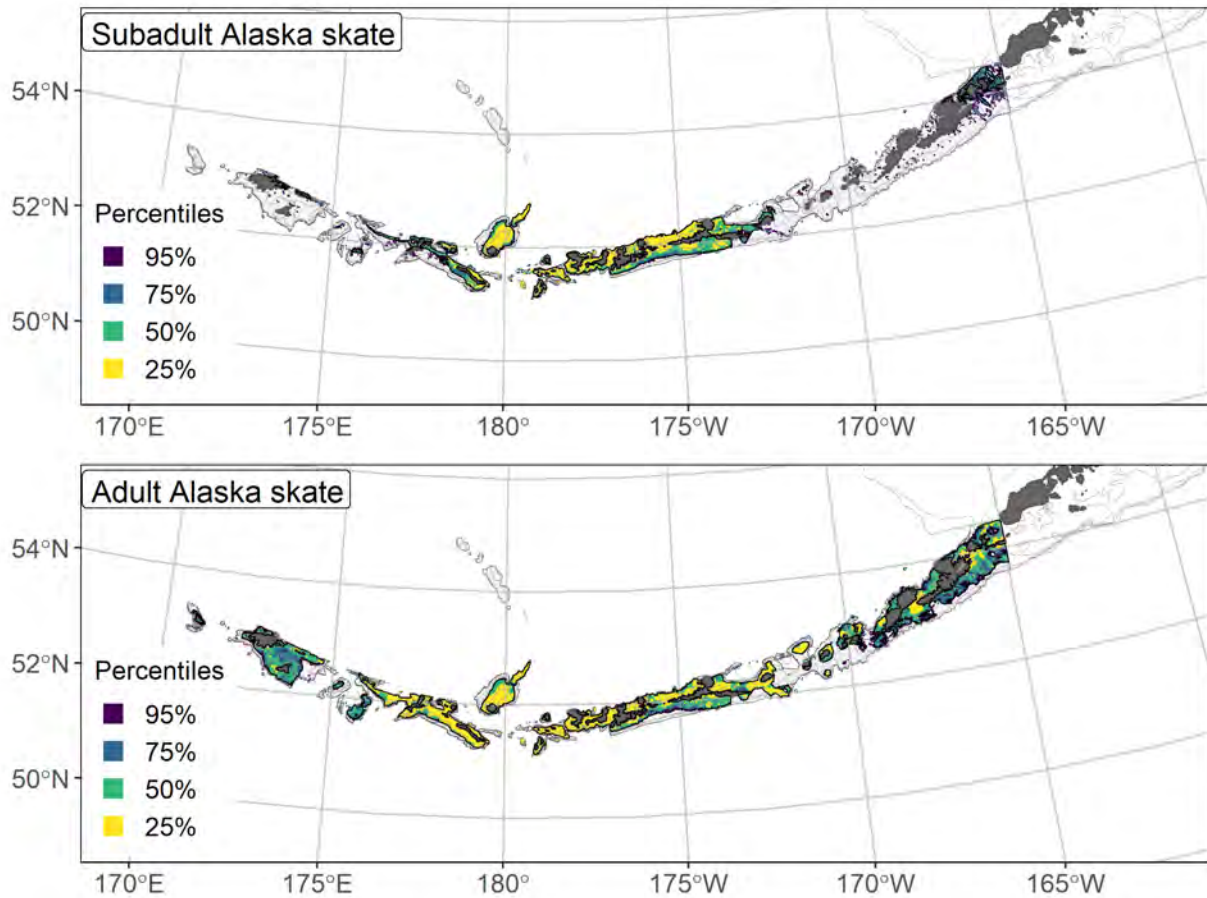 Subadult Alaska skate
54°N
52°N
50°N
Percentiles
95%
75%
50%
25%
170°E
175°E
180°
175°W
170°W
165°W
Adult Alaska skate
54°N
52°N
50°N
Percentiles
95%
75%
50%
25%
170°E
175°E
180°
175°W
170°W
165°W